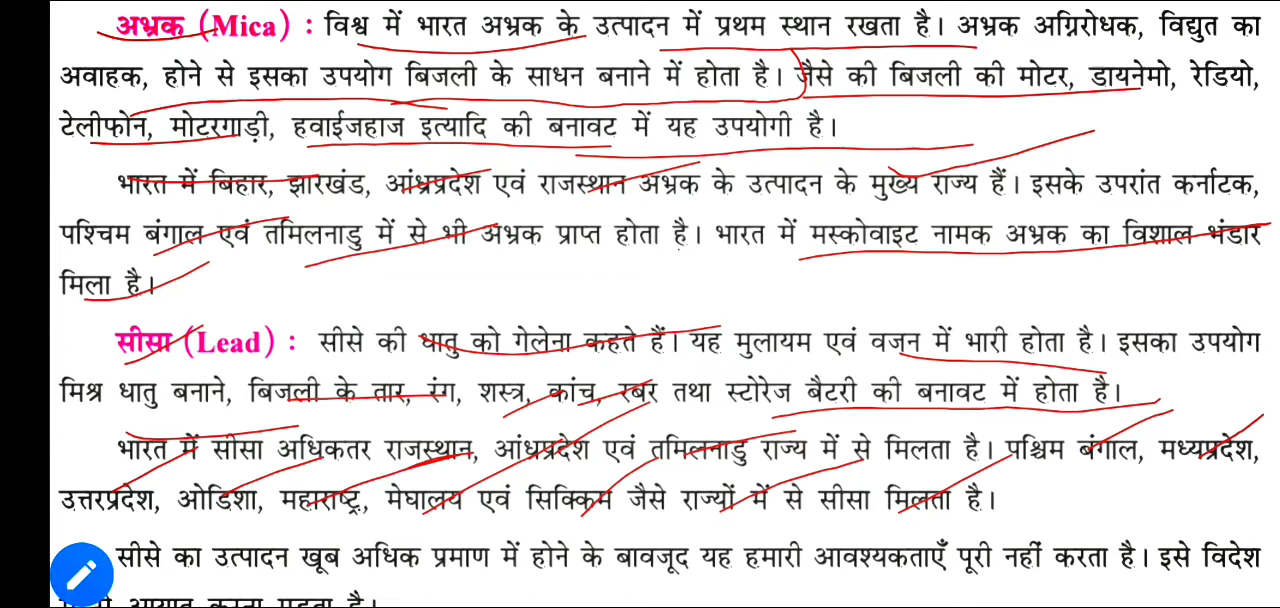 अभ्रक (Mica) : विश्व में भारत अभ्रक के उत्पादन में प्रथम स्थान रखता है। अभ्रक अग्निरोधक, विद्युत का
अवाहक, होने से इसका उपयोग बिजली के साधन बनाने में होता है। जैसे की बिजली की मोटर, डायनेमो, रेडियो,
टेलीफोन, मोटरगाड़ी, हवाईजहाज इत्यादि की बनावट में यह उपयोगी है।
भारत में बिहार, झारखंड, आंध्रप्रदेश एवं राजस्थान अभ्रक के उत्पादन के मुख्य राज्य हैं। इसके उपरांत कर्नाटक,
पश्चिम बंगाल एवं तमिलनाडु में से भी अभ्रक प्राप्त होता है। भारत में मस्कोवाइट नामक अभ्रक का विशाल भंडार
मिला है।
सीसा (Lead) : सीसे की धातु को गेलेना कहते हैं। यह मुलायम एवं वजन में भारी होता है। इसका उपयोग
मिश्र धातु बनाने, बिजली के तार, रंग, शस्त्र, कांच, रबर तथा स्टोरेज बैटरी की बनावट में होता है।
भारत में सीसा अधिकतर राजस्थान, आंध्रप्रदेश एवं तमिलनाडु राज्य में से मिलता है। पश्चिम बंगाल, मध्यप्रदेश,
उत्तरप्रदेश, ओडिशा, महाराष्ट्र, मेघालय एवं सिक्किम जैसे राज्यों में से सीसा मिलता है।
सीसे का उत्पादन खूब अधिक प्रमाण में होने के बावजूद यह हमारी आवश्यकताएँ पूरी नहीं करता है। इसे विदेश